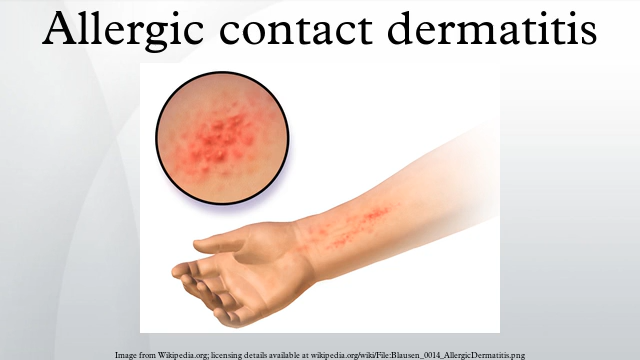 Allergic contact dermatitis
Image from Wikipedia.org; licensing details available at wikipedia.org/wiki/File:Blausen_0014_AllergicDermatitis.png